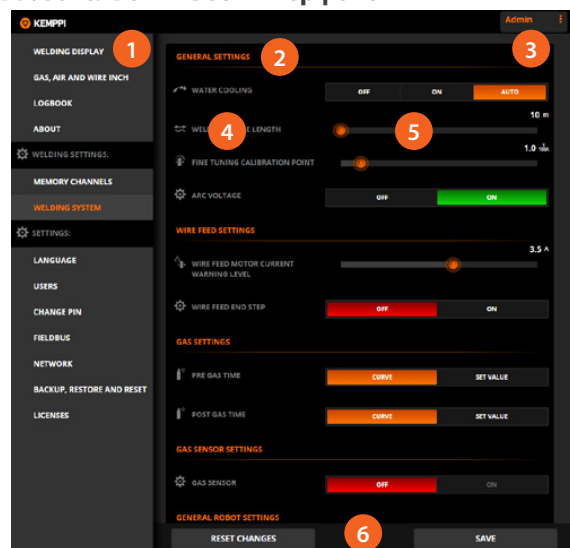 KEMPPI
Admin
WELDING DISPLAY
GAS, AIR AND WIRE INCH
LOGBOOK
ABOUT
WELDING SETTINGS:
MEMORY CHANNELS
WELDING SYSTEM
SETTINGS:
LANGUAGE
USERS
CHANGE PIN
FIELDBUS
NETWORK
BACKUP, RESTORE AND RESET
LICENSES
1
2
3
GENERAL SETTINGS
WATER COOLING
OFF ON AUTO
10 m
4
5
LENGTH
1.0
FINE TUNING CALIBRATION POINT
ARC VOLTAGE
OFF ON
WIRE FEED SETTINGS
3.5 A
WIRE FEED MOTOR CURRENT
WARNING LEVEL
WIRE FEED END STEP
OFF ON
GAS SETTINGS
PRE GAS TIME
CURVE SET VALUE
POST GAS TIME
CURVE SET VALUE
GAS SENSOR SETTINGS
GAS SENSOR
OFF ON
GENERAL ROBOT SETTINGS
RESET CHANGES
6
SAVE